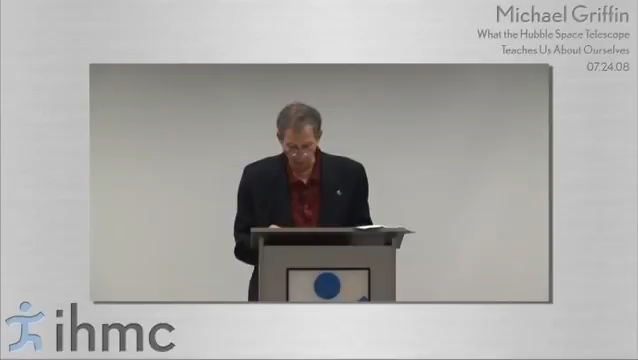 Michael Griffin
What the Hubble Space Telescope
Teaches Us About Ourselves
07.24.08
ihmc